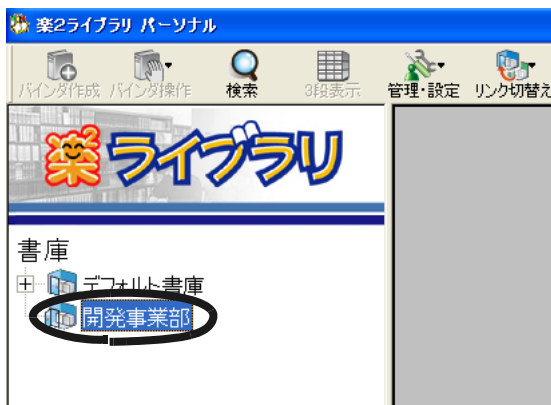 楽2ライブラリ パーソナル
バインダ作成 バインダ操作 検索 3段表示 管理・設定 リンク切替え
楽ライブラリ
書庫
デフォルト書庫
開発事業部